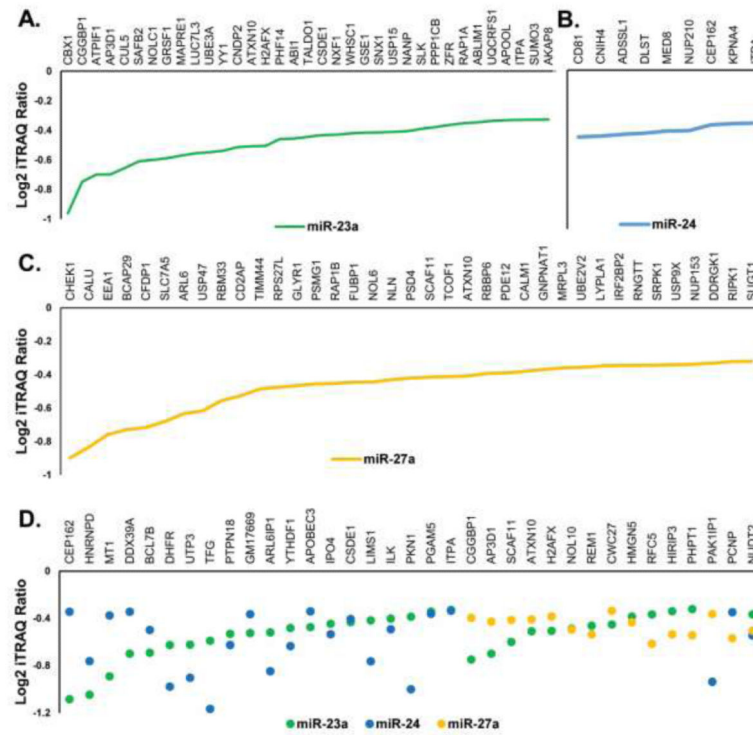 A.
CBX1 CGGBP1 ATPIF1 AP3D1 CUL5 SAFB2 NOLC1 GRSF1 MAPRE1 LUC7L3 UBE3A YY1 CNDP2 ATXN10 H2AFX PHF14 ABI1 TALDO1 CSDE1 NXF1 WHSC1 GSE1 SNX1 USP15 NANP SLK PPP1CB ZFR RAP1A ABLIM1 UQCRFS1 APOOL ITPA SUMO3 AKAP8
0
-0.2
-0.4
-0.6
-0.8
-1
Log2 iTRAQ Ratio
miR-23a
B.
CD81 CNIH4 ADSSL1 DLST MED8 NUP210 CEP162 KPNA4 ITPA
miR-24
C.
CHEK1 CALU EEA1 BCAP29 CFDP1 SLC7A5 ARL6 USP47 RBM33 CD2AP TIMM44 RPS27L GLYR1 PSMG1 RAP1B FUBP1 NOL6 NLN PSD4 SCAF11 TCOF1 ATXN10 RBBP6 PDE12 CALM1 GNPNAT1 MRPL3 UBE2V2 LYPLA1 IRF2BP2 RNGTT SRPK1 USP9X NUP153 DDRGK1 RIPK1 SUGT1
0
-0.2
-0.4
-0.6
-0.8
-1
Log2 iTRAQ Ratio
miR-27a
D.
CEP162 HNRNPD MT1 DDX39A BCL7B DHFR UTP3 TFG PTPN18 GM17669 ARL6IP1 YTHDF1 APOBEC3 IPO4 CSDE1 LIMS1 ILK PKN1 PGAM5 ITPA CGGBP1 AP3D1 SCAF11 ATXN10 H2AFX NOL10 REM1 CWC27 HMGN5 RFC5 HIRIP3 PHPT1 PAK1IP1 PCNP
0
-0.4
-0.8
-1.2
Log2 iTRAQ Ratio
miR-23a miR-24 miR-27a